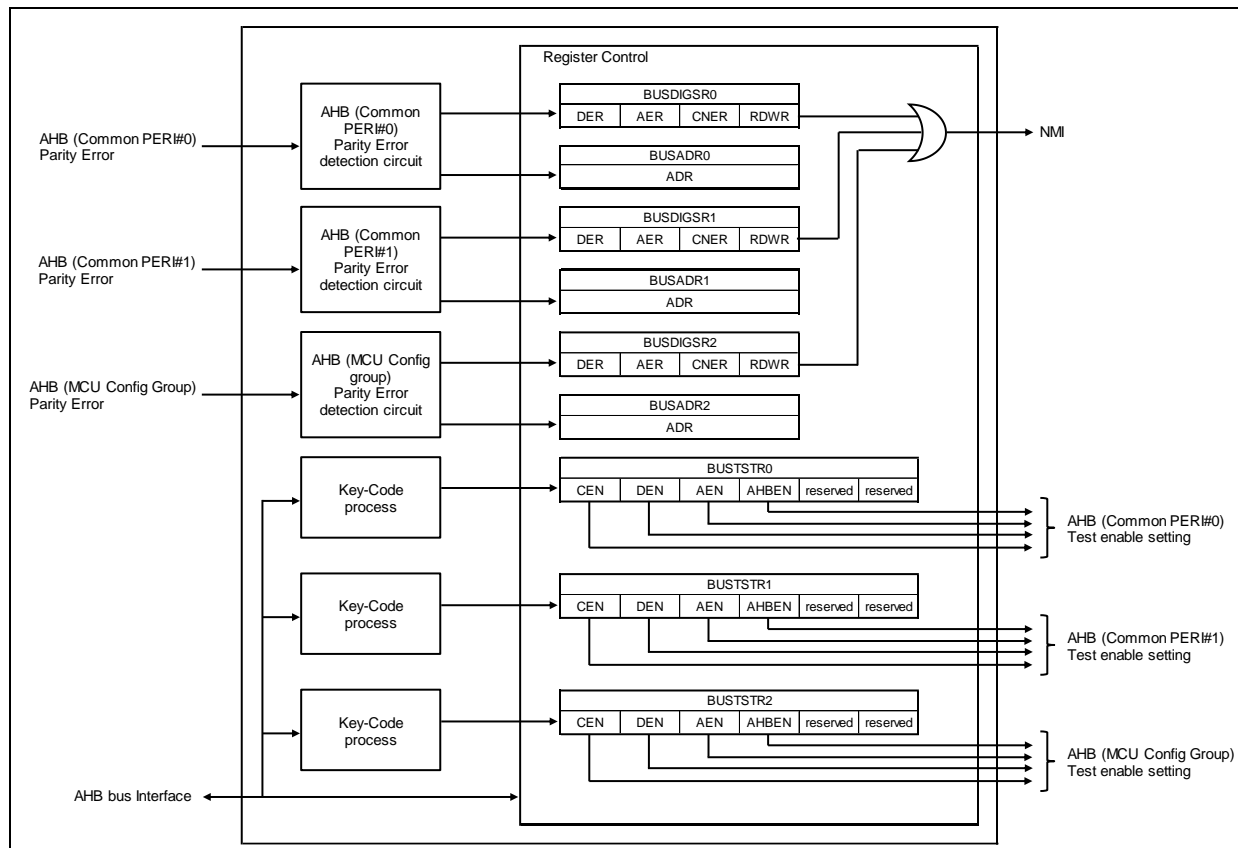 Register Control
AHB (Common PERI#0)
Parity Error
AHB (Common
PERI#0)
Parity Error
detection circuit
BUSDIGSR0
DER AER CNER RDWR
BUSADR0
ADR
NMI
AHB (Common PERI#1)
Parity Error
AHB (Common
PERI#1)
Parity Error
detection circuit
BUSDIGSR1
DER AER CNER RDWR
BUSADR1
ADR
AHB (MCU Config Group)
Parity Error
AHB (MCU Config
group)
Parity Error
detection circuit
BUSDIGSR2
DER AER CNER RDWR
BUSADR2
ADR
Key-Code
process
BUSTSTR0
CEN DEN AEN AHBEN reserved reserved
AHB (Common PERI#0)
Test enable setting
Key-Code
process
BUSTSTR1
CEN DEN AEN AHBEN reserved reserved
AHB (Common PERI#1)
Test enable setting
Key-Code
process
BUSTSTR2
CEN DEN AEN AHBEN reserved reserved
AHB (MCU Config Group)
Test enable setting
AHB bus Interface